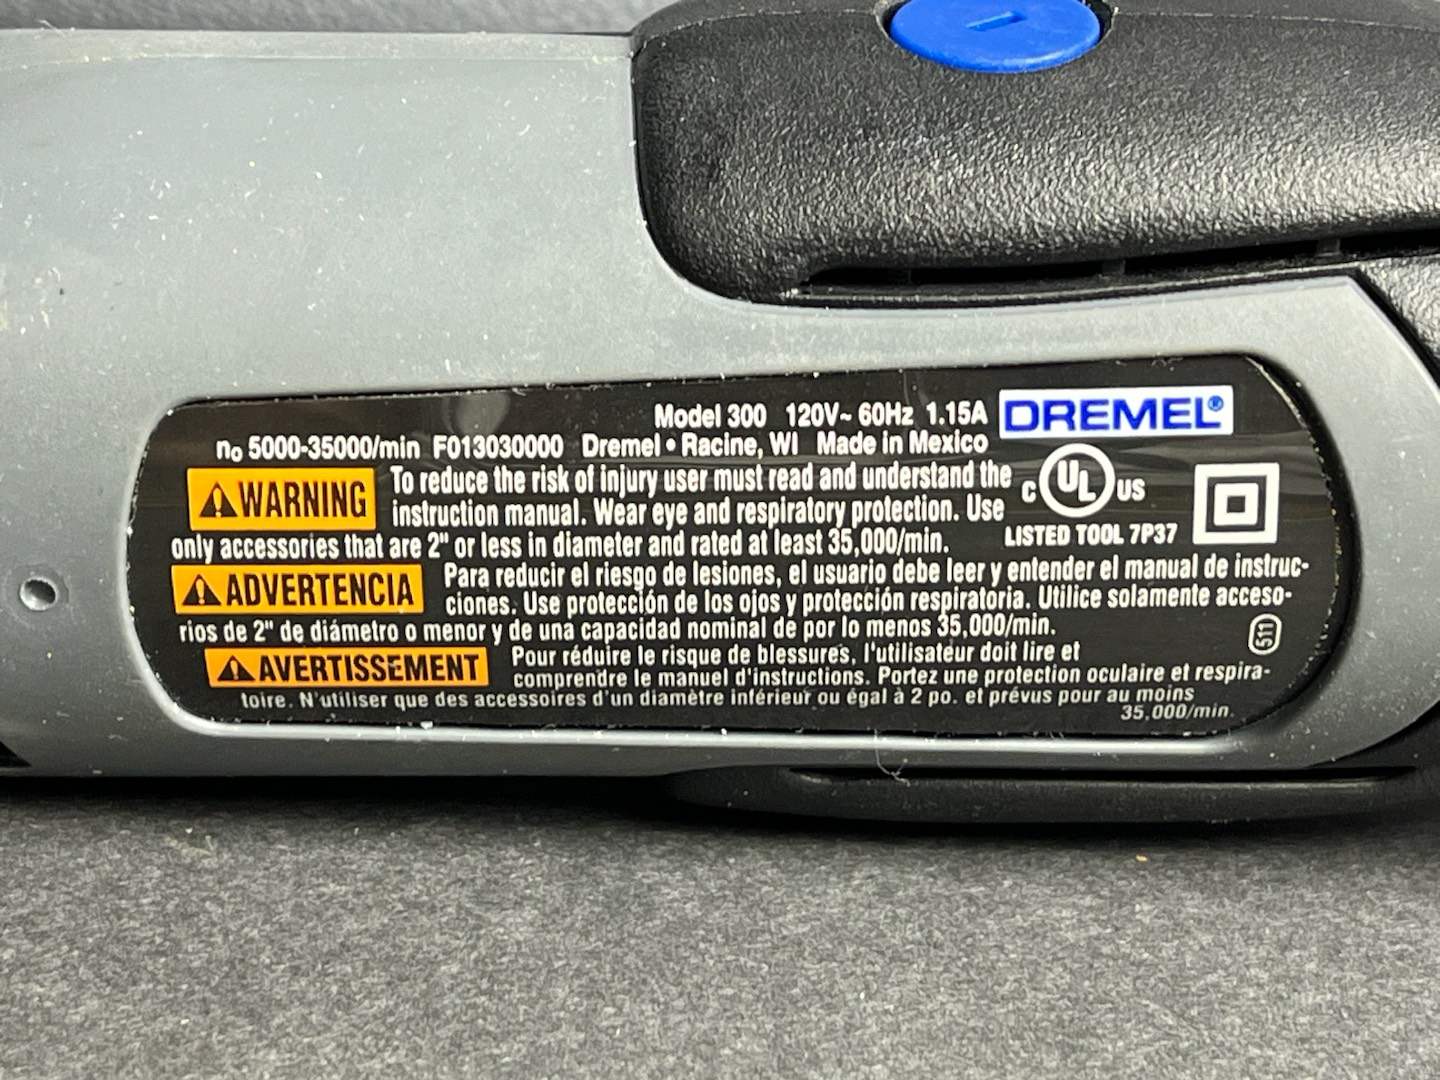 Model 300 120V~ 60Hz 1.15A DREMEL®
no 5000-35000/min F013030000 Dremel • Racine, WI Made in Mexico
⚠WARNING To reduce the risk of injury user must read and understand the
instruction manual. Wear eye and respiratory protection. Use
only accessories that are 2" or less in diameter and rated at least 35,000/min.
C UL US
LISTED TOOL 7P37
⚠ADVERTENCIA Para reducir el riesgo de lesiones, el usuario debe leer y entender el manual de instruc-
ciones. Use protección de los ojos y protección respiratoria. Utilice solamente acceso-
rios de 2" de diámetro o menor y de una capacidad nominal de por lo menos 35,000/min.
511
⚠AVERTISSEMENT Pour réduire le risque de blessures, l'utilisateur doit lire et
comprendre le manuel d'instructions. Portez une protection oculaire et respira-
toire. N'utiliser que des accessoires d'un diamètre inférieur ou égal à 2 po. et prévus pour au moins
35,000/min.